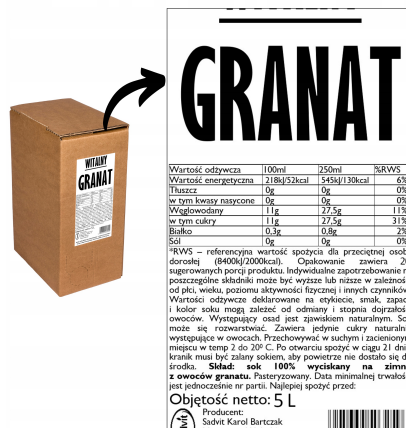 WITALNY
GRANAT
GRANAT
Wartość odżywcza 100ml 250ml %RWS
Wartość energetyczna 218kJ/52kcal 545kJ/130kcal 6%
Tłuszcz 0g 0g 0%
w tym kwasy nasycone 0g 0g 0%
Węglowodany 11g 27,5g 11%
w tym cukry 11g 27,5g 31%
Białko 0,3g 0,8g 2%
Sól 0g 0g 0%
*RWS – referencyjna wartość spożycia dla przeciętnej osob
dorosłej (8400kJ/2000kcal). Opakowanie zawiera 20
sugerowanych porcji produktu. Indywidualne zapotrzebowanie n
poszczególne składniki może być wyższe lub niższe w zależnoś
od płci, wieku, poziomu aktywności fizycznej i innych czynników
Wartości odżywcze deklarowane na etykiecie, smak, zapac
i kolor soku mogą zależeć od odmiany i stopnia dojrzałoś
owoców. Występujący osad jest zjawiskiem naturalnym. So
może się rozwarstwiać. Zawiera jedynie cukry naturaln
występujące w owocach. Przechowywać w suchym i zacieniony
miejscu w temp 2 do 20º C. Po otwarciu spożyć w ciągu 21 dni
kranik musi być zalany sokiem, aby powietrze nie dostało się d
środka. Skład: sok 100% wyciskany na zimn
z owoców granatu. Pasteryzowany. Data minimalnej trwałoś
jest jednocześnie nr partii. Najlepiej spożyć przed:
Objętość netto: 5 L
Producent:
Sadvit Karol Bartczak